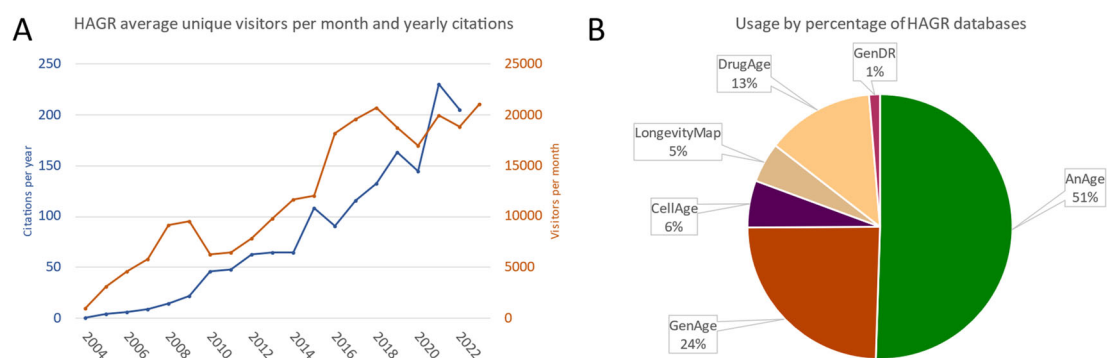 A
HAGR average unique visitors per month and yearly citations
250
200
150
100
50
0
Citations per year
25000
20000
15000
10000
5000
0
Visitors per month
2004
2006
2008
2010
2012
2014
2016
2018
2020
2022
B
Usage by percentage of HAGR databases
GenDR
1%
DrugAge
13%
LongevityMap
5%
CellAge
6%
GenAge
24%
AnAge
51%